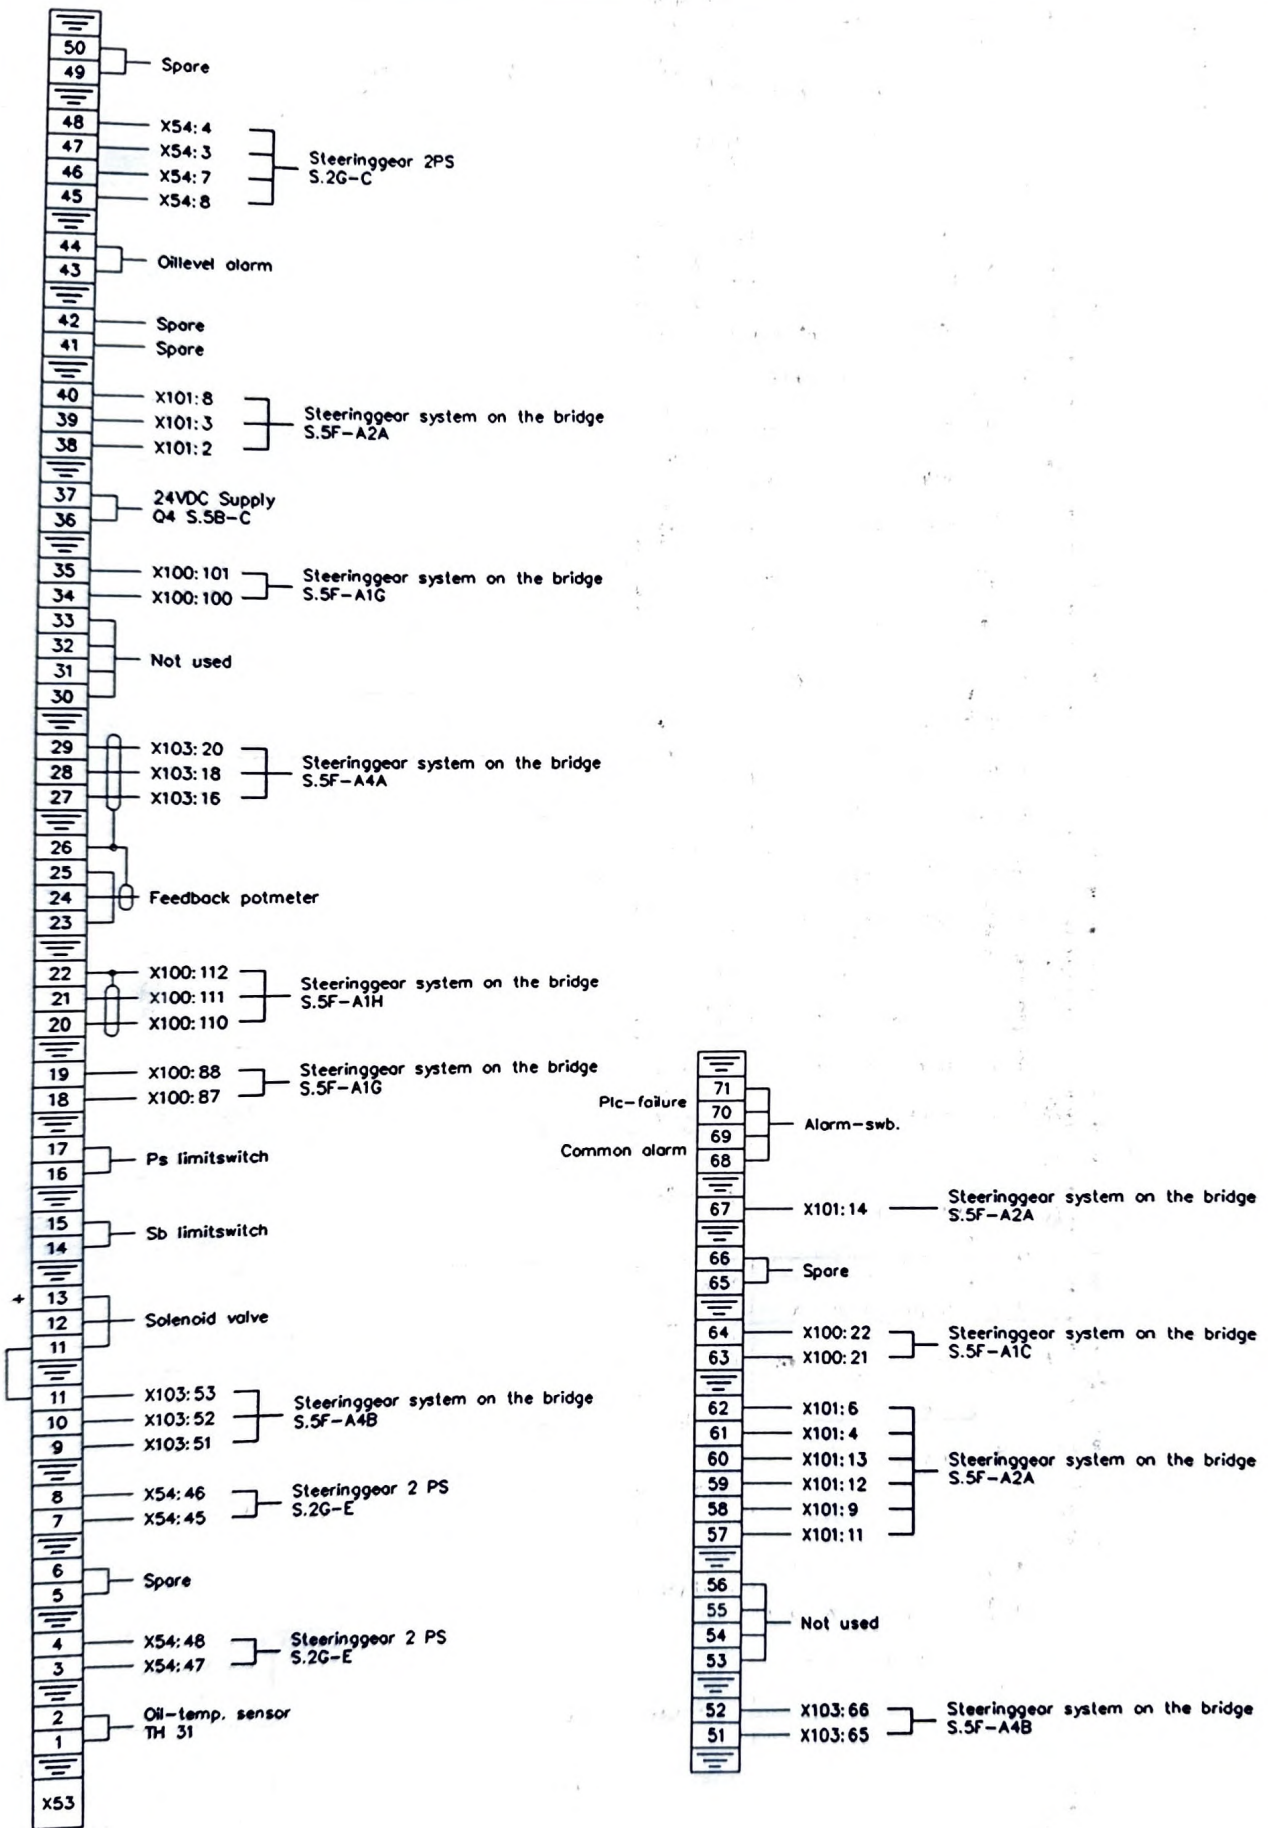 50
49
Spare
48 X54:4
47 X54:3
46 X54:7
45 X54:8
Steeringgear 2PS
S.2G-C
44
43
Oillevel alarm
42 Spare
41 Spare
40 X101:8
39 X101:3
38 X101:2
Steeringgear system on the bridge
S.5F-A2A
37
36
24VDC Supply
Q4 S.5B-C
35 X100:101
34 X100:100
Steeringgear system on the bridge
S.5F-A1G
33
32
31
30
Not used
29 X103:20
28 X103:18
27 X103:16
Steeringgear system on the bridge
S.5F-A4A
26
25
24
23
Feedback potmeter
22 X100:112
21 X100:111
20 X100:110
Steeringgear system on the bridge
S.5F-A1H
19 X100:88
18 X100:87
Steeringgear system on the bridge
S.5F-A1G
17
16
Ps limitswitch
15
14
Sb limitswitch
+ 13
12
11
Solenoid valve
11 X103:53
10 X103:52
9 X103:51
Steeringgear system on the bridge
S.5F-A4B
8 X54:46
7 X54:45
Steeringgear 2 PS
S.2G-E
6
5
Spare
4 X54:48
3 X54:47
Steeringgear 2 PS
S.2G-E
2
1
Oil-temp. sensor
TH 31
X53
71
Plc-failure
70
69
Common alarm
68
Alarm-swb.
67 X101:14
Steeringgear system on the bridge
S.5F-A2A
66
65
Spare
64 X100:22
63 X100:21
Steeringgear system on the bridge
S.5F-A1C
62 X101:6
61 X101:4
60 X101:13
59 X101:12
58 X101:9
57 X101:11
Steeringgear system on the bridge
S.5F-A2A
56
55
54
53
Not used
52 X103:66
51 X103:65
Steeringgear system on the bridge
S.5F-A4B